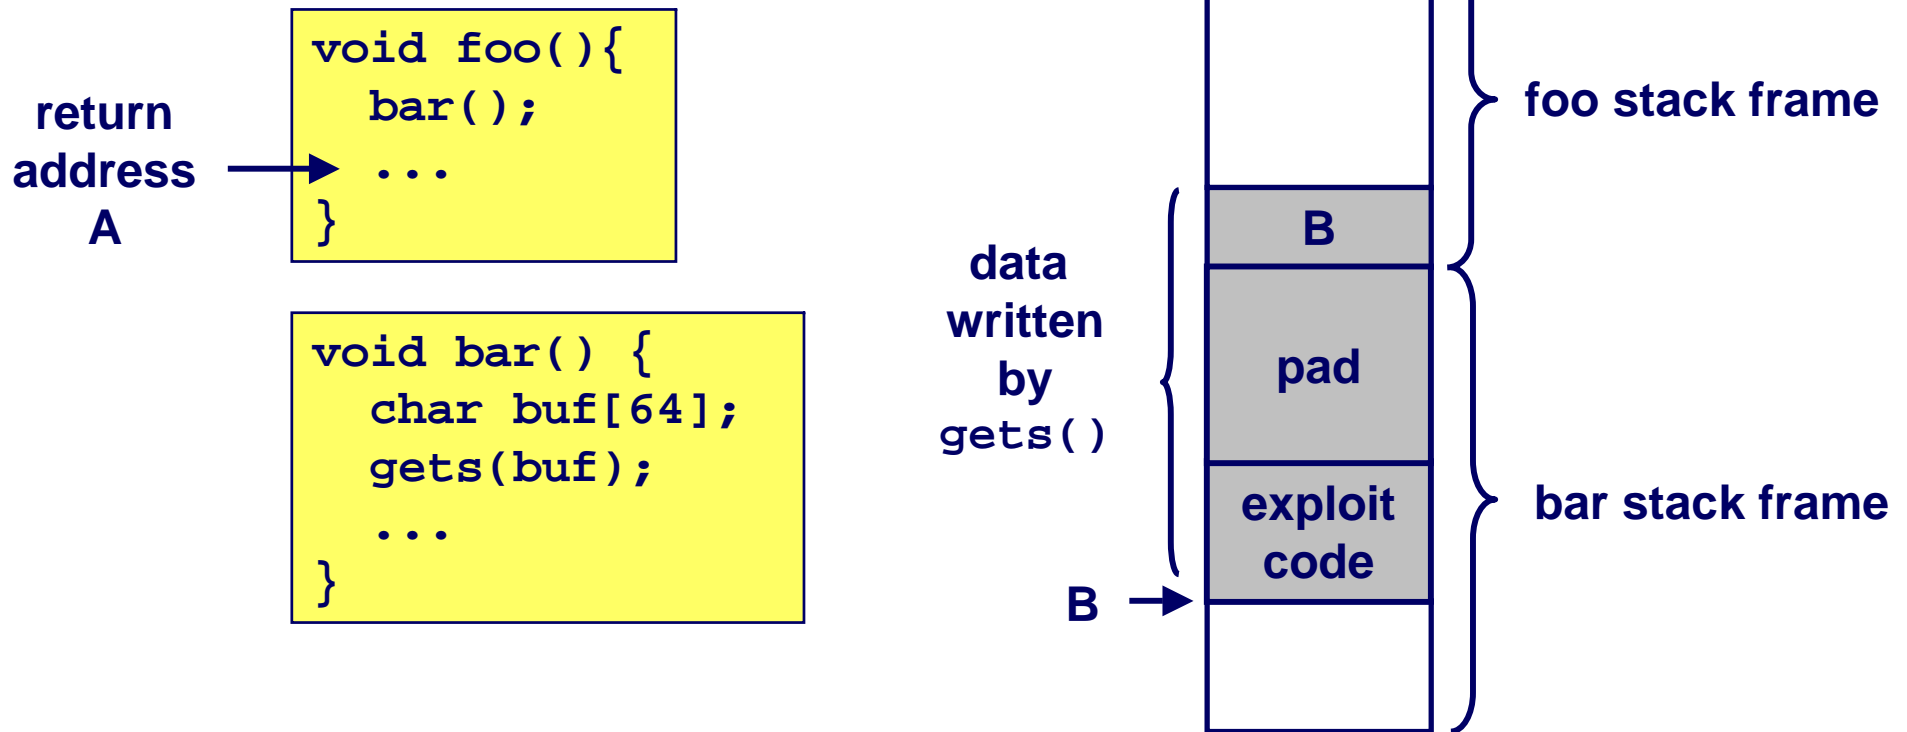 void foo(){
  bar();
  ...
}
return
address
A
void bar() {
  char buf[64];
  gets(buf);
  ...
}
data
written
by
gets()
B
B
pad
exploit
code
foo stack frame
bar stack frame